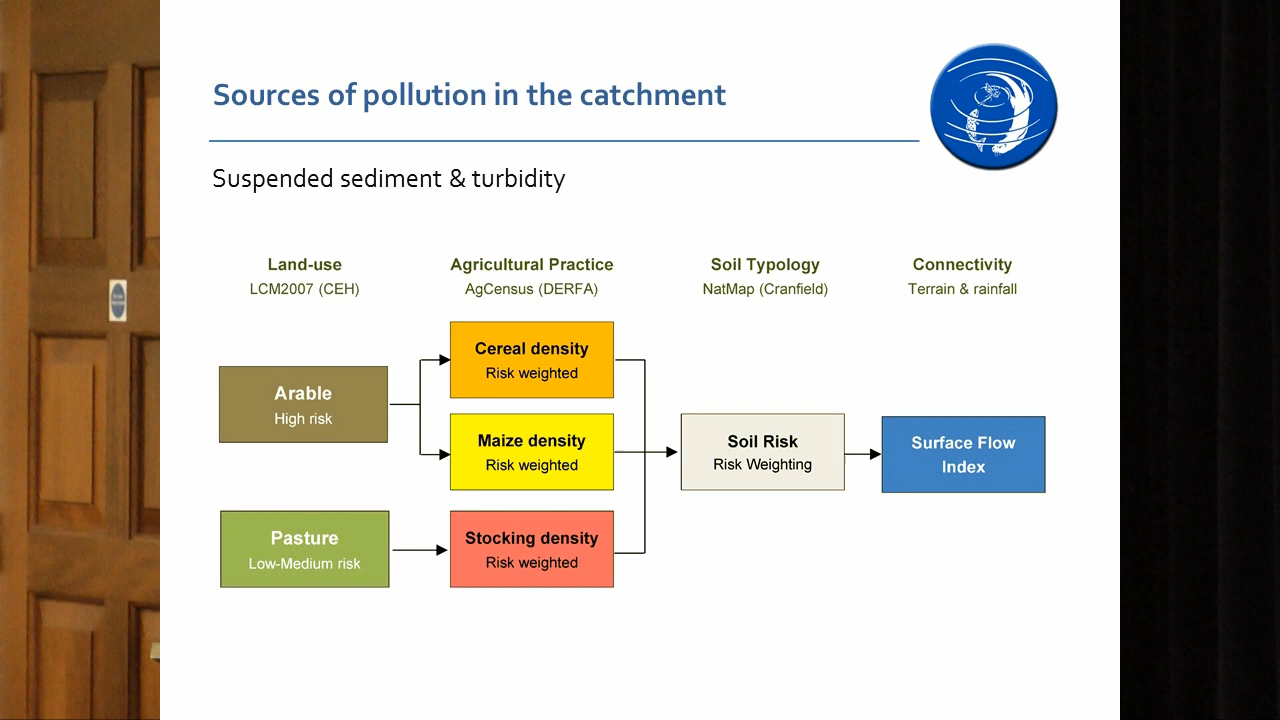 Sources of pollution in the catchment
Suspended sediment & turbidity
Land-use
LCM2007 (CEH)
Agricultural Practice
AgCensus (DERFA)
Soil Typology
NatMap (Cranfield)
Connectivity
Terrain & rainfall
Arable
High risk
Cereal density
Risk weighted
Maize density
Risk weighted
Soil Risk
Risk Weighting
Surface Flow
Index
Pasture
Low-Medium risk
Stocking density
Risk weighted